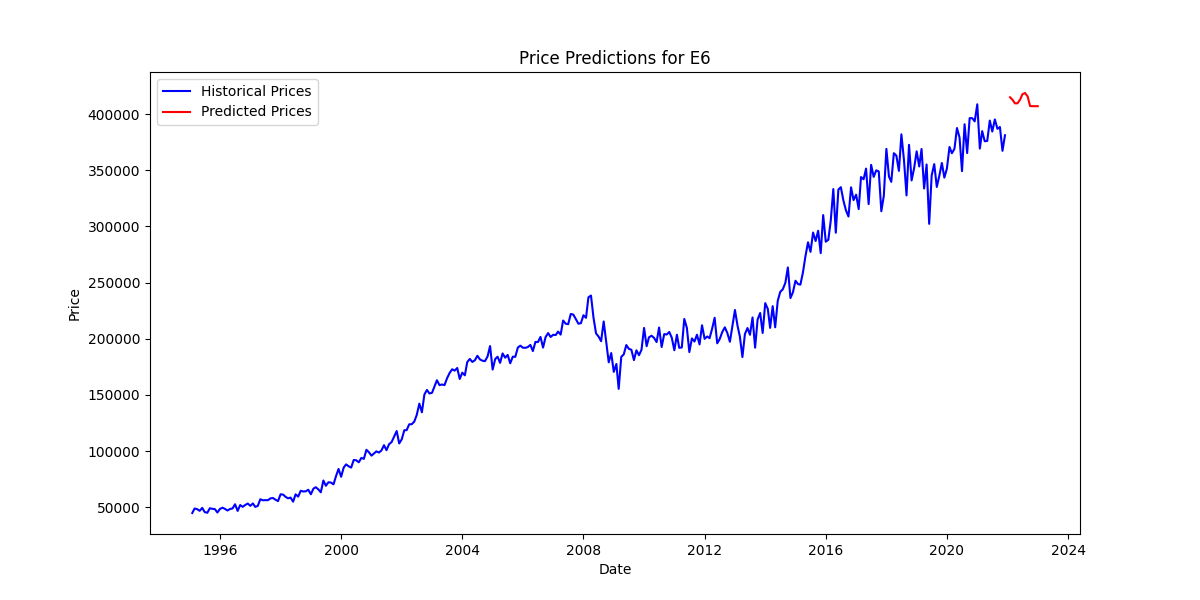 Price Predictions for E6
Historical Prices
Predicted Prices
Price
400000
350000
300000
250000
200000
150000
100000
50000
1996 2000 2004 2008 2012 2016 2020 2024
Date